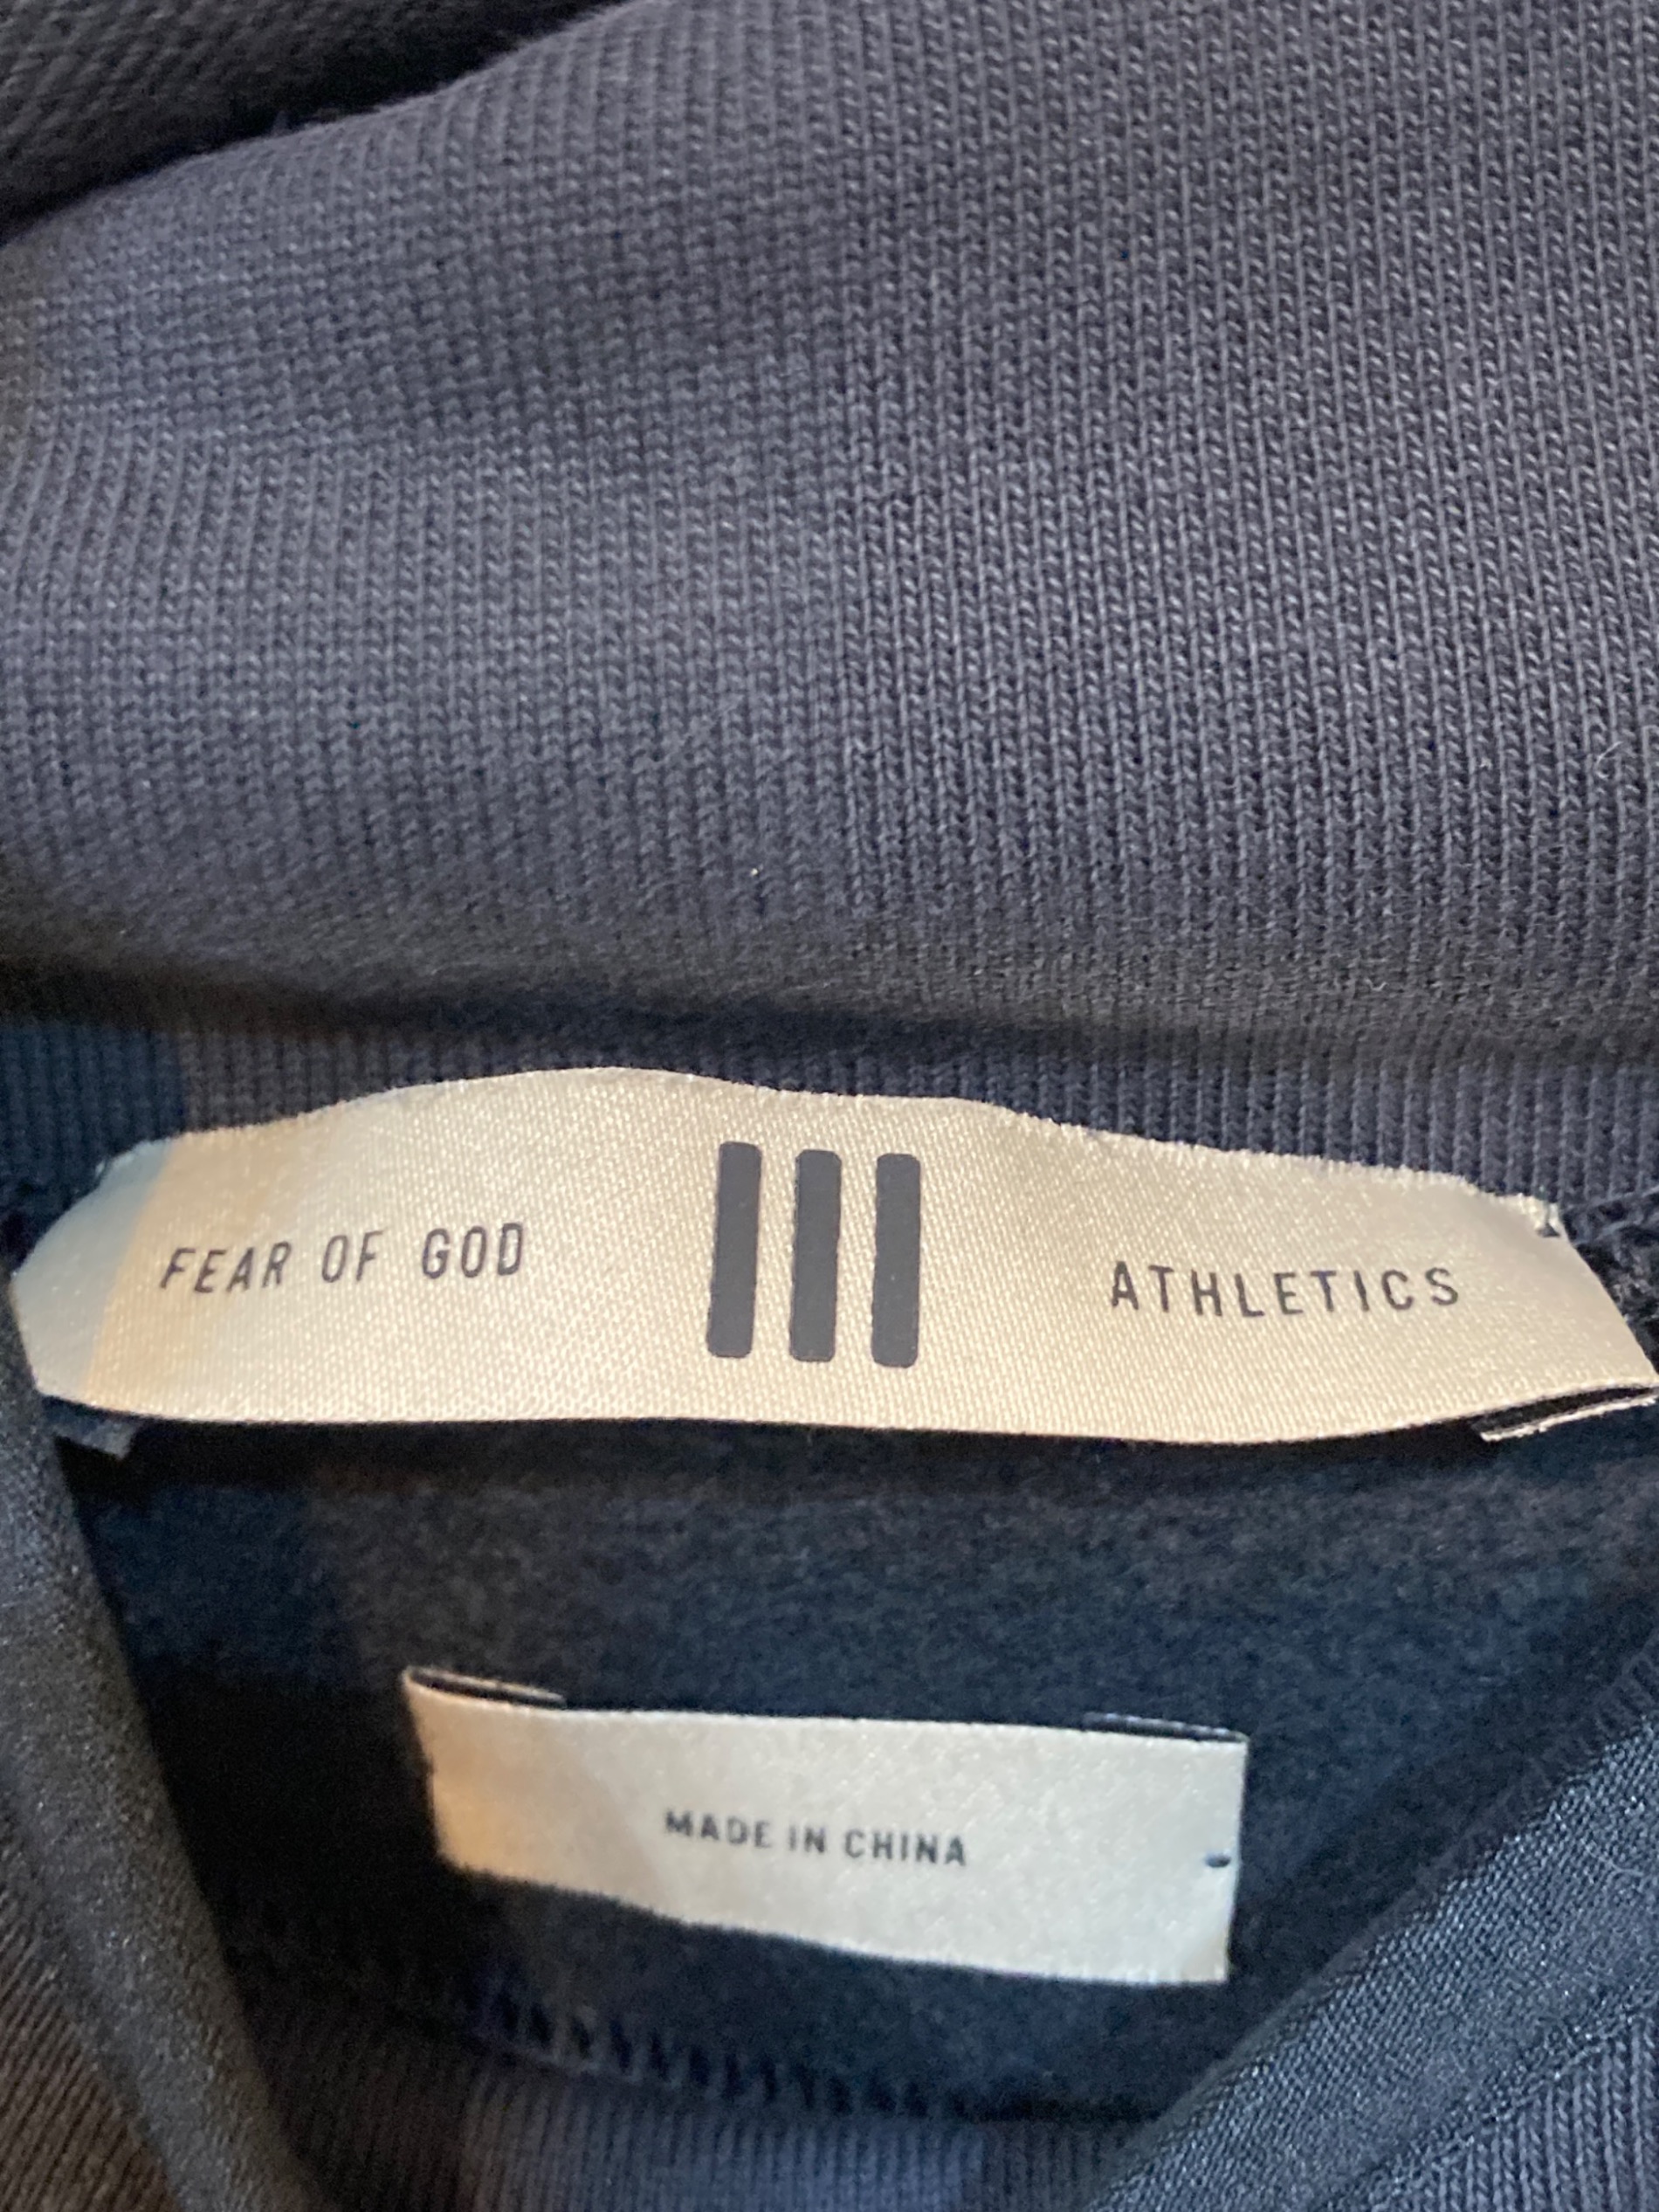 FEAR OF GOD ATHLETICS
MADE IN CHINA